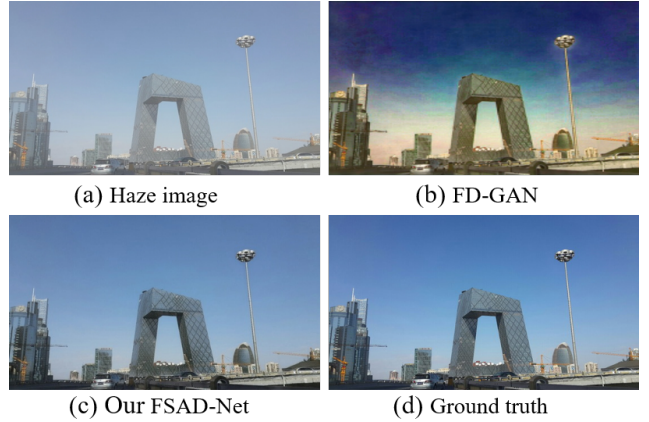 (a) Haze image
(b) FD-GAN
(c) Our FSAD-Net
(d) Ground truth